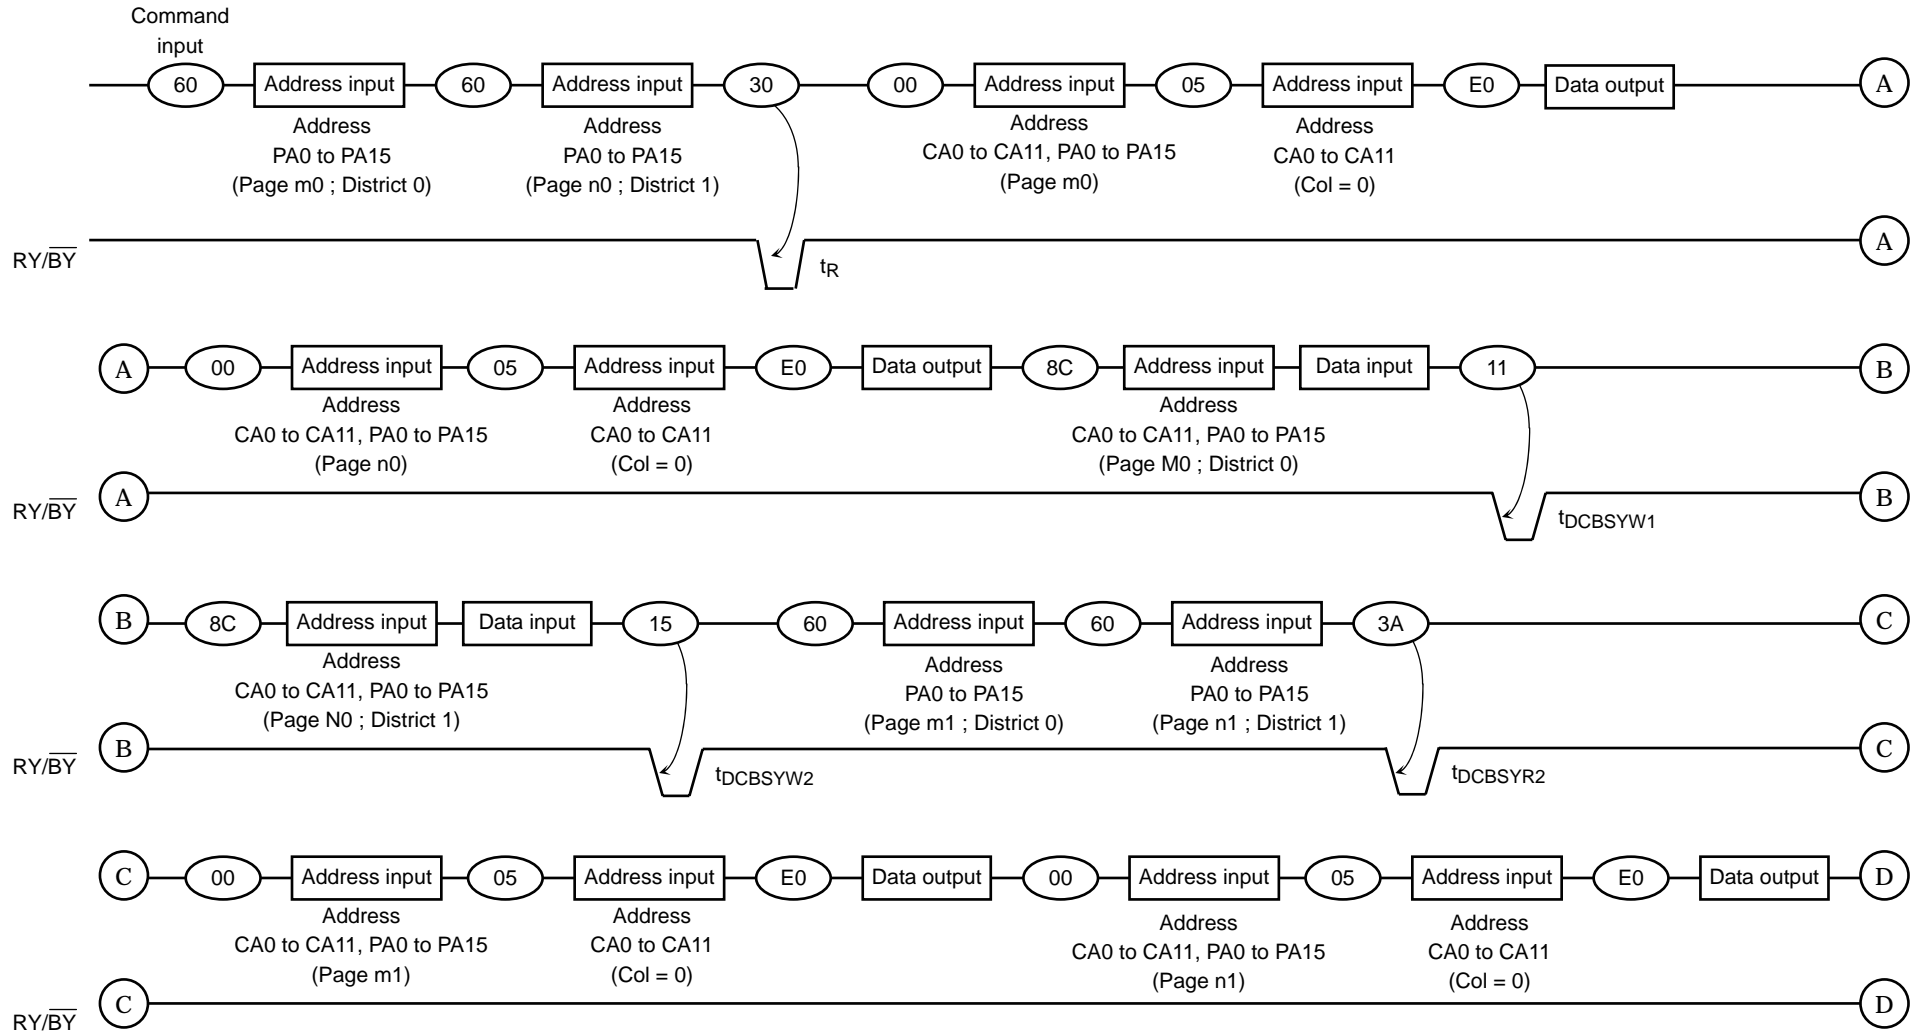 Command
input
60 Address input 60 Address input 30 00 Address input 05 Address input E0 Data output A
Address
PA0 to PA15
(Page m0 ; District 0)
Address
PA0 to PA15
(Page n0 ; District 1)
Address
CA0 to CA11, PA0 to PA15
(Page m0)
Address
CA0 to CA11
(Col = 0)
RY/B̅Y̅ tR A
A 00 Address input 05 Address input E0 Data output 8C Address input Data input 11 B
Address
CA0 to CA11, PA0 to PA15
(Page n0)
Address
CA0 to CA11
(Col = 0)
Address
CA0 to CA11, PA0 to PA15
(Page M0 ; District 0)
RY/B̅Y̅ A tDCBSYW1 B
B 8C Address input Data input 15 60 Address input 60 Address input 3A C
Address
CA0 to CA11, PA0 to PA15
(Page N0 ; District 1)
Address
PA0 to PA15
(Page m1 ; District 0)
Address
PA0 to PA15
(Page n1 ; District 1)
RY/B̅Y̅ B tDCBSYW2 tDCBSYR2 C
C 00 Address input 05 Address input E0 Data output 00 Address input 05 Address input E0 Data output D
Address
CA0 to CA11, PA0 to PA15
(Page m1)
Address
CA0 to CA11
(Col = 0)
Address
CA0 to CA11, PA0 to PA15
(Page n1)
Address
CA0 to CA11
(Col = 0)
RY/B̅Y̅ C D